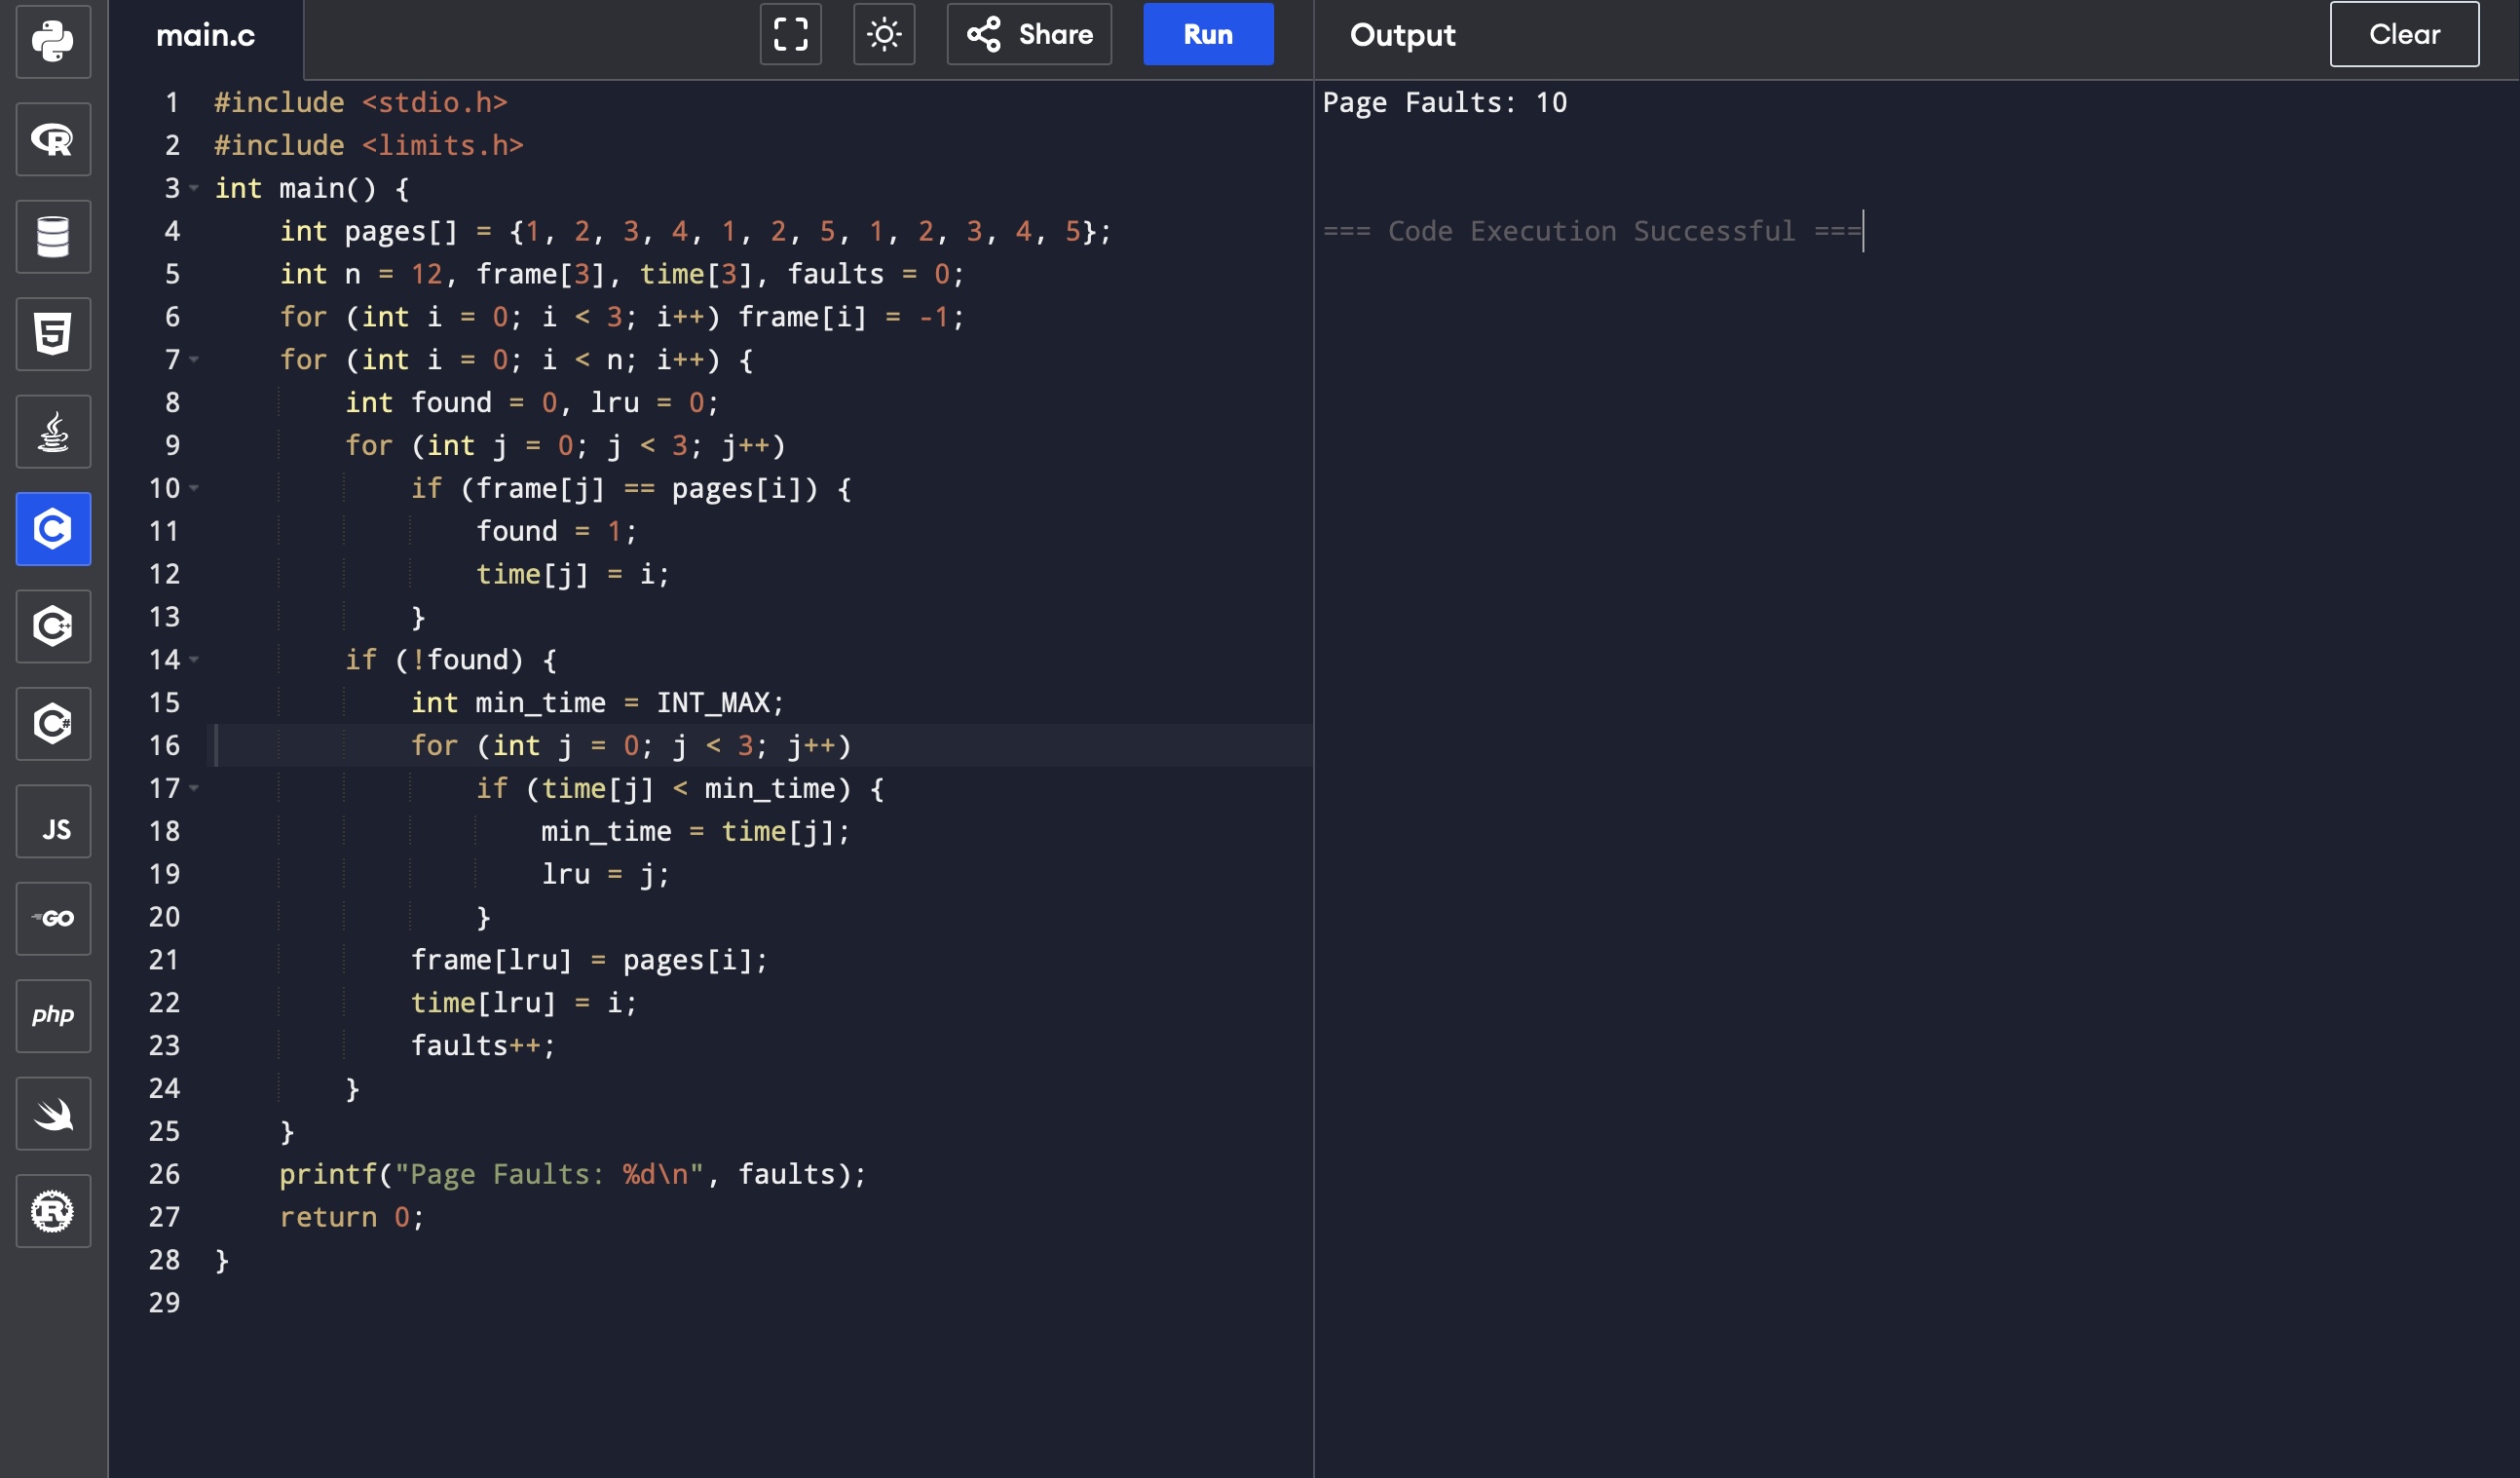 main.c
Share
Run
Output
Clear
1 #include <stdio.h>
2 #include <limits.h>
3 int main() {
4     int pages[] = {1, 2, 3, 4, 1, 2, 5, 1, 2, 3, 4, 5};
5     int n = 12, frame[3], time[3], faults = 0;
6     for (int i = 0; i < 3; i++) frame[i] = -1;
7     for (int i = 0; i < n; i++) {
8         int found = 0, lru = 0;
9         for (int j = 0; j < 3; j++)
10             if (frame[j] == pages[i]) {
11                 found = 1;
12                 time[j] = i;
13             }
14         if (!found) {
15             int min_time = INT_MAX;
16             for (int j = 0; j < 3; j++)
17                 if (time[j] < min_time) {
18                     min_time = time[j];
19                     lru = j;
20                 }
21             frame[lru] = pages[i];
22             time[lru] = i;
23             faults++;
24         }
25     }
26     printf("Page Faults: %d\n", faults);
27     return 0;
28 }
29
Page Faults: 10
=== Code Execution Successful ===
R
5
C
C++
C#
JS
GO
php
R